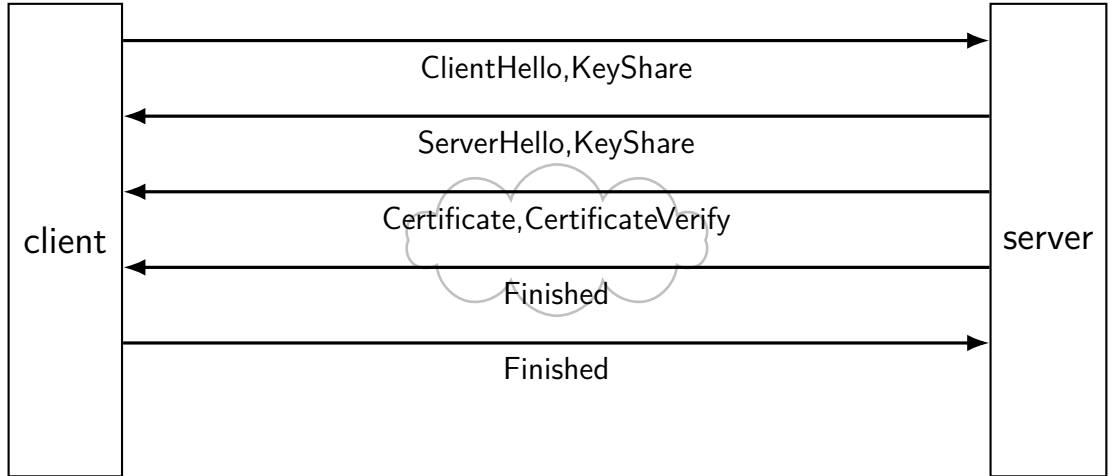 ClientHello,KeyShare
ServerHello,KeyShare
Certificate,CertificateVerify
client
server
Finished
Finished